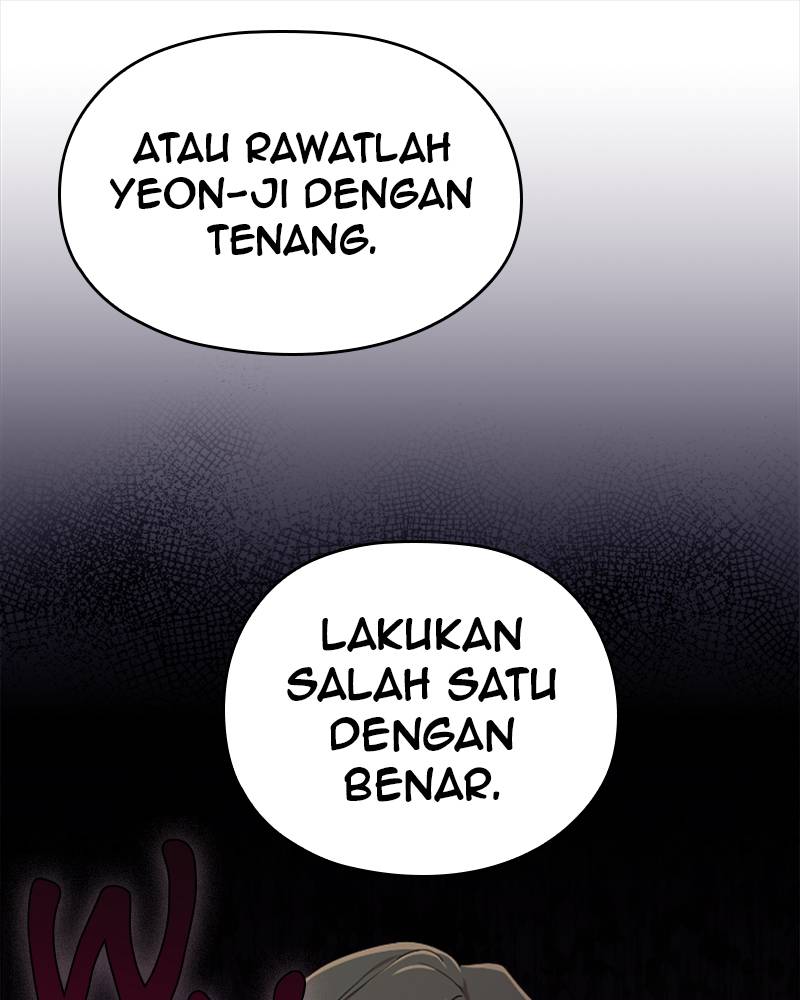 ATAU RAWATLAH
YEON-JI DENGAN
TENANG.
LAKUKAN
SALAH SATU
DENGAN
BENAR.